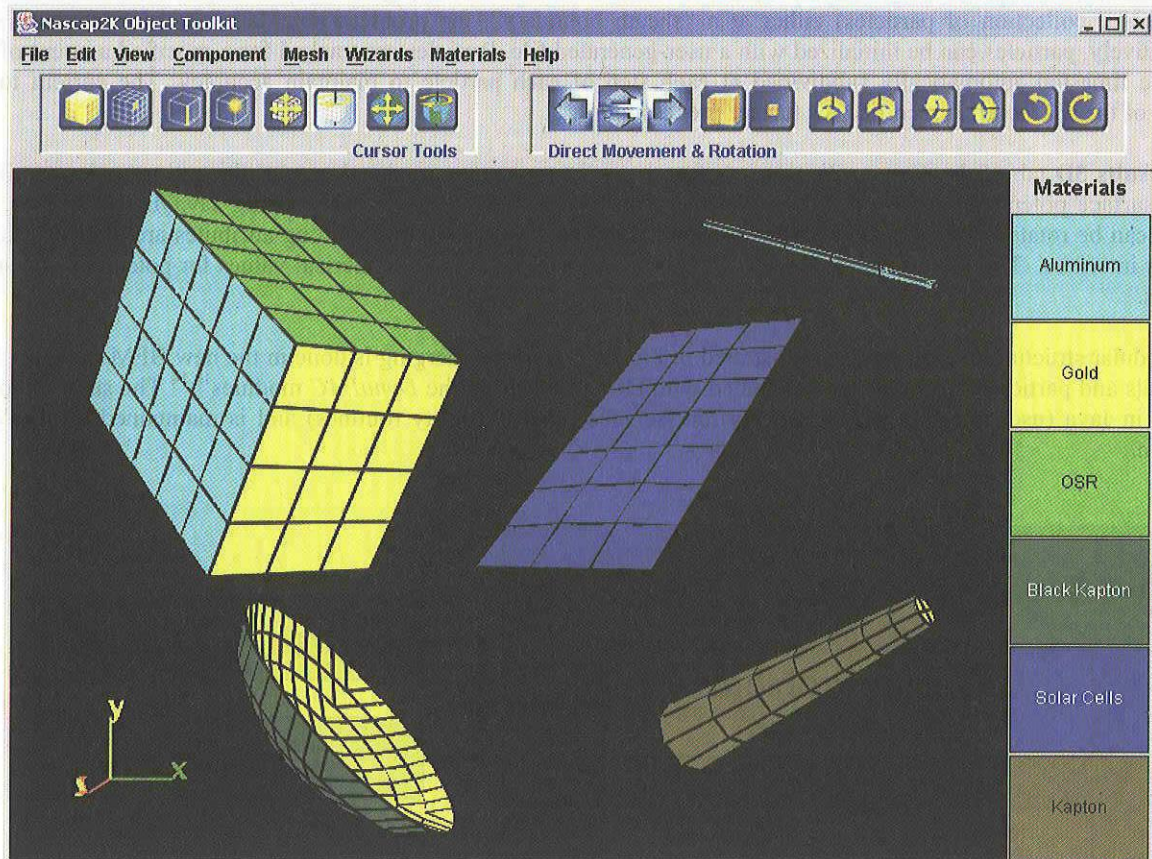 Nascap2K Object Toolkit
File Edit View Component Mesh Wizards Materials Help
Cursor Tools
Direct Movement & Rotation
Materials
Aluminum
Gold
OSR
Black Kapton
Solar Cells
Kapton
y
x